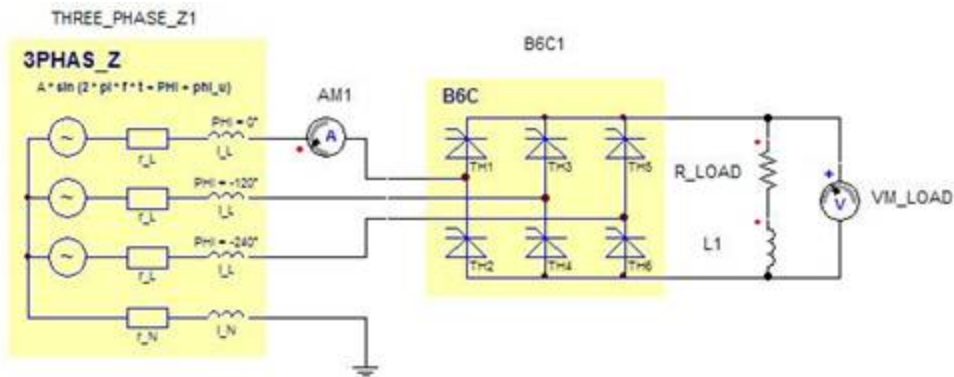 THREE_PHASE_Z1
3PHAS_Z
A * sin (2 * pi * f * t + PHI + phi_u)
PHI = 0°
r_L
l_L
PHI = -120°
r_L
l_L
PHI = -240°
r_L
l_L
r_N
l_N
AM1
A
B6C1
B6C
TH1
TH3
TH5
TH2
TH4
TH6
R_LOAD
L1
V
VM_LOAD